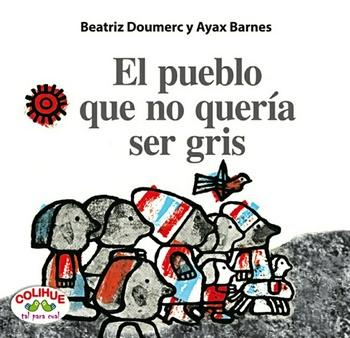 Beatriz Doumerc y Ayax Barnes
El pueblo
que no quería
ser gris
COLIHUE
tal para cual